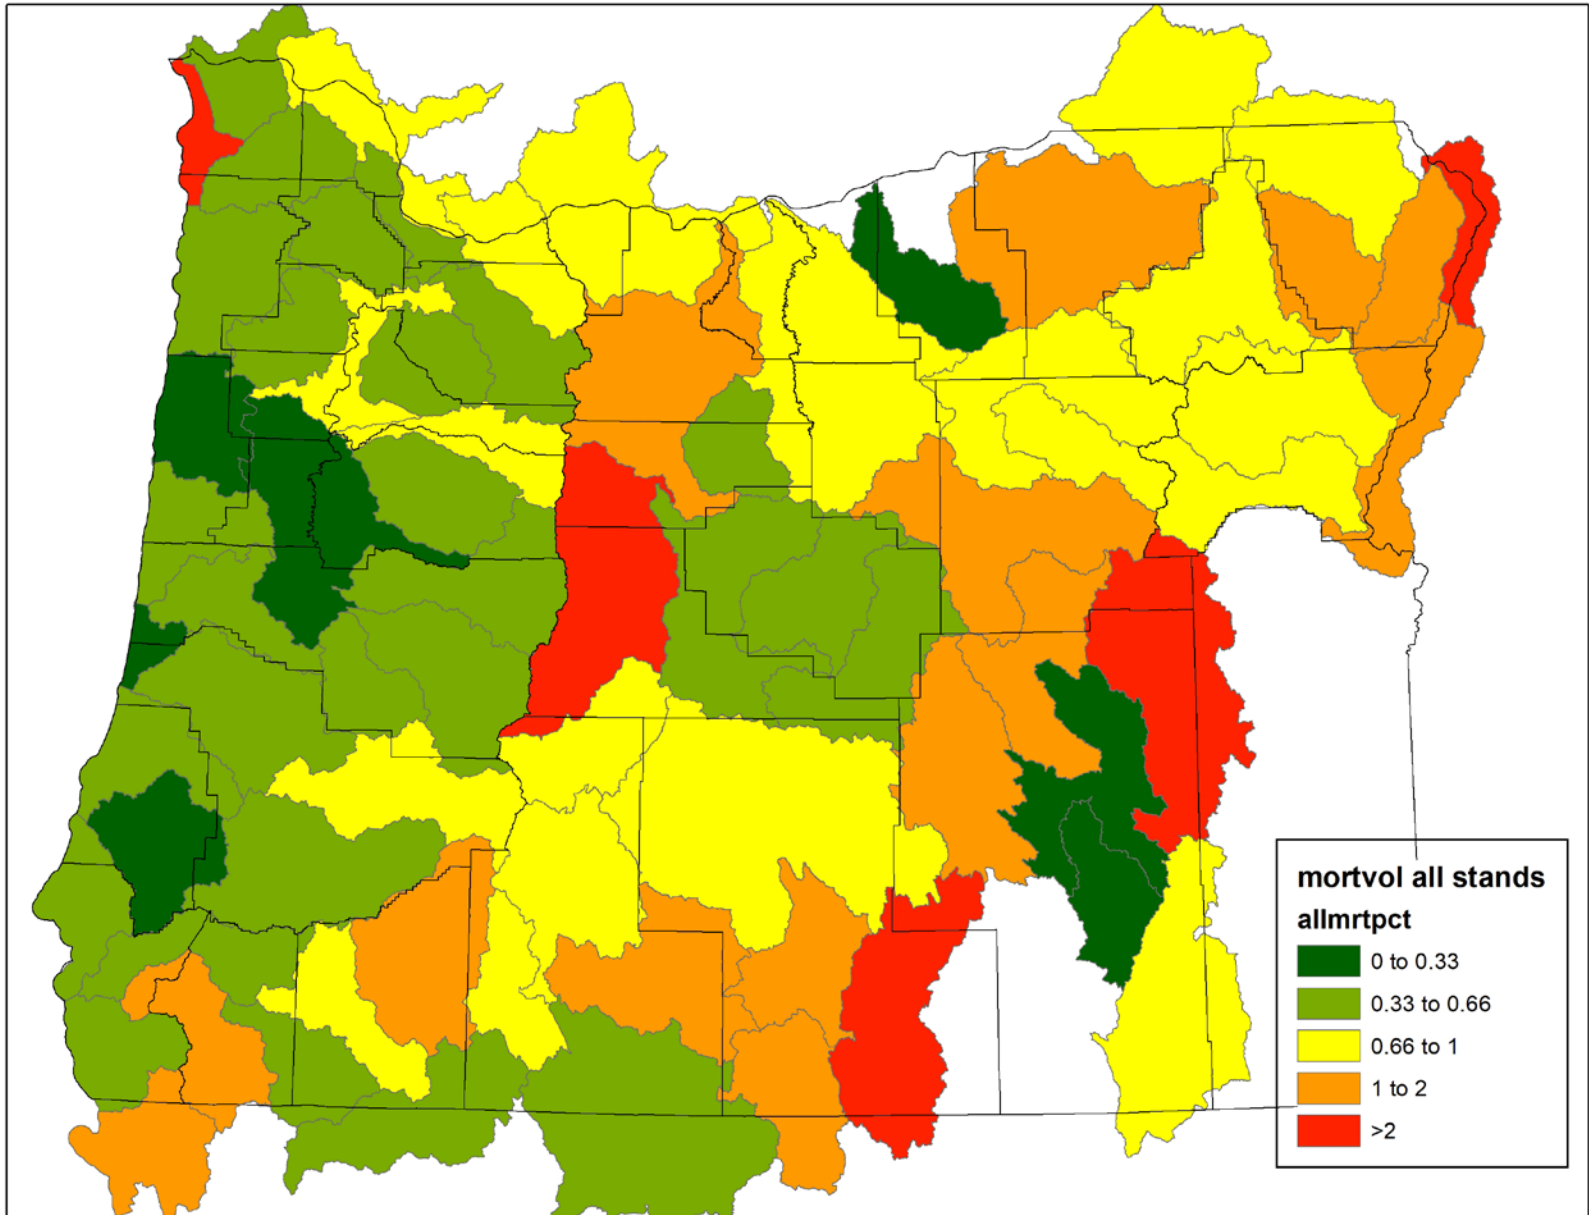 mortvol all stands
allmrtpct
0 to 0.33
0.33 to 0.66
0.66 to 1
1 to 2
>2